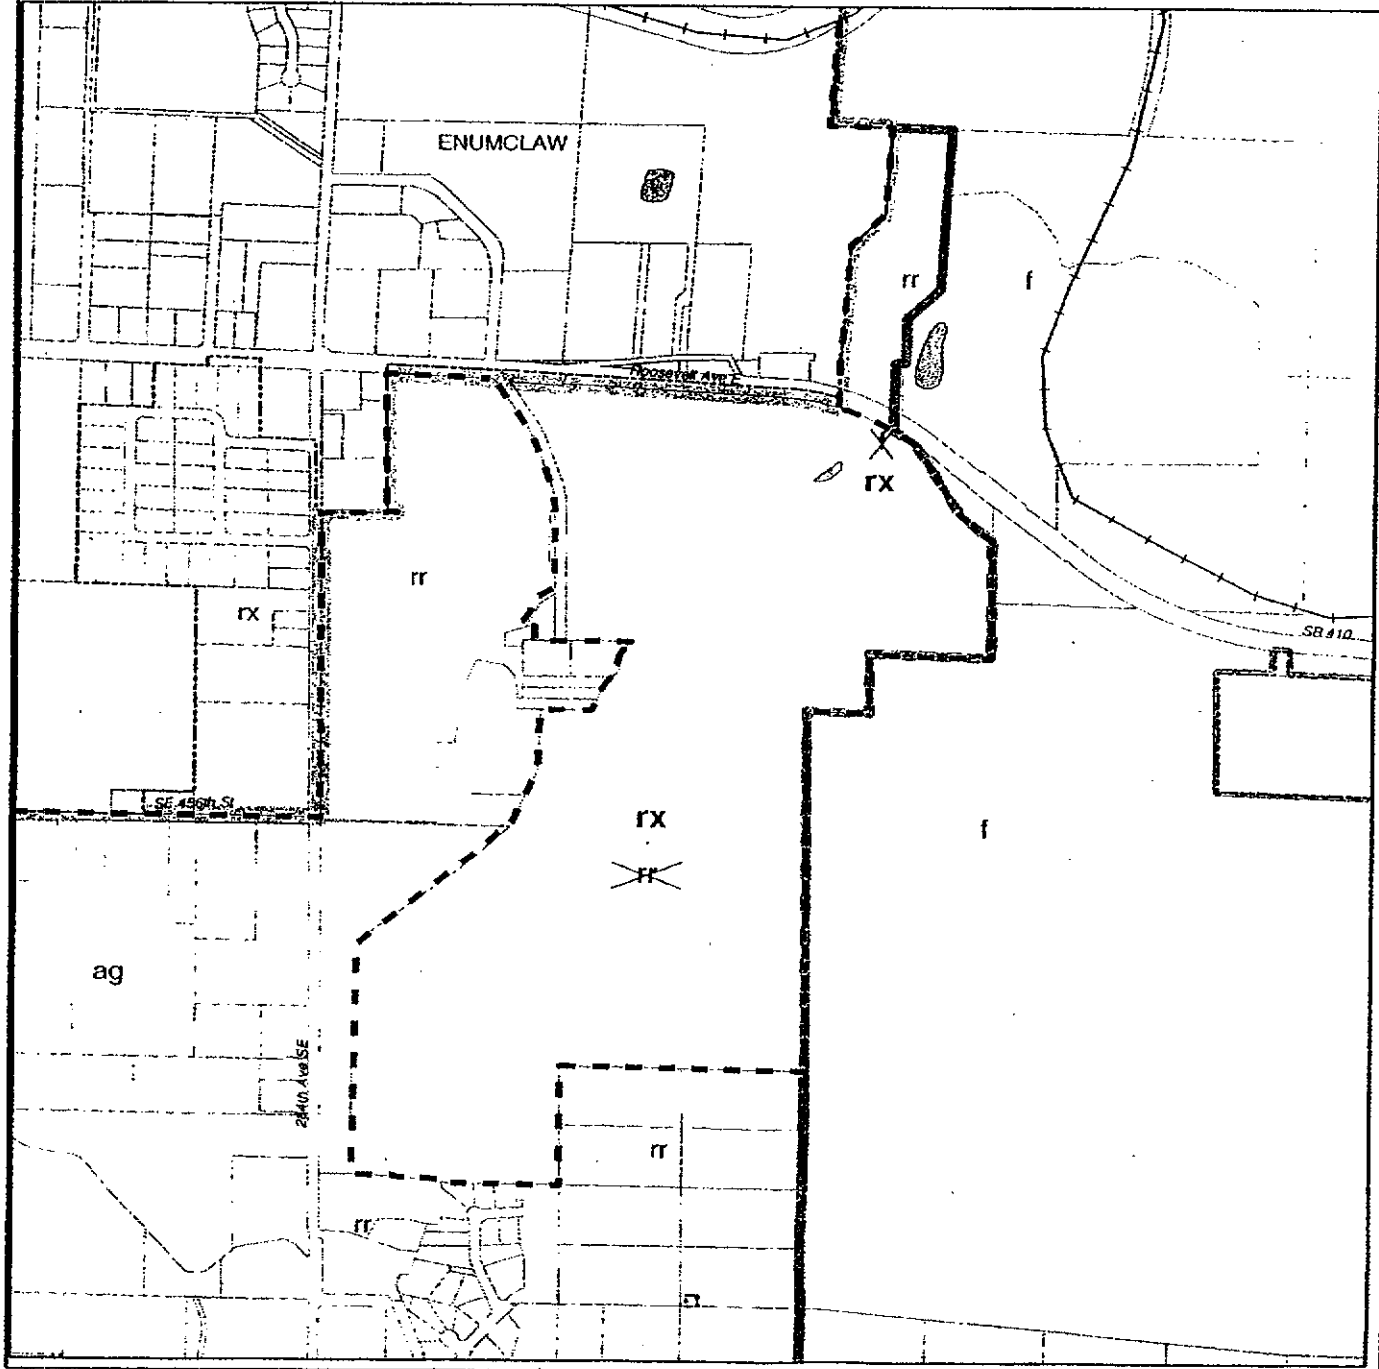 ENUMCLAW
rr
f
Roosevelt Ave E
rx
rr
rx
SR 410
SE 456th St
rx
rr
f
ag
284th Ave SE
rr
rr